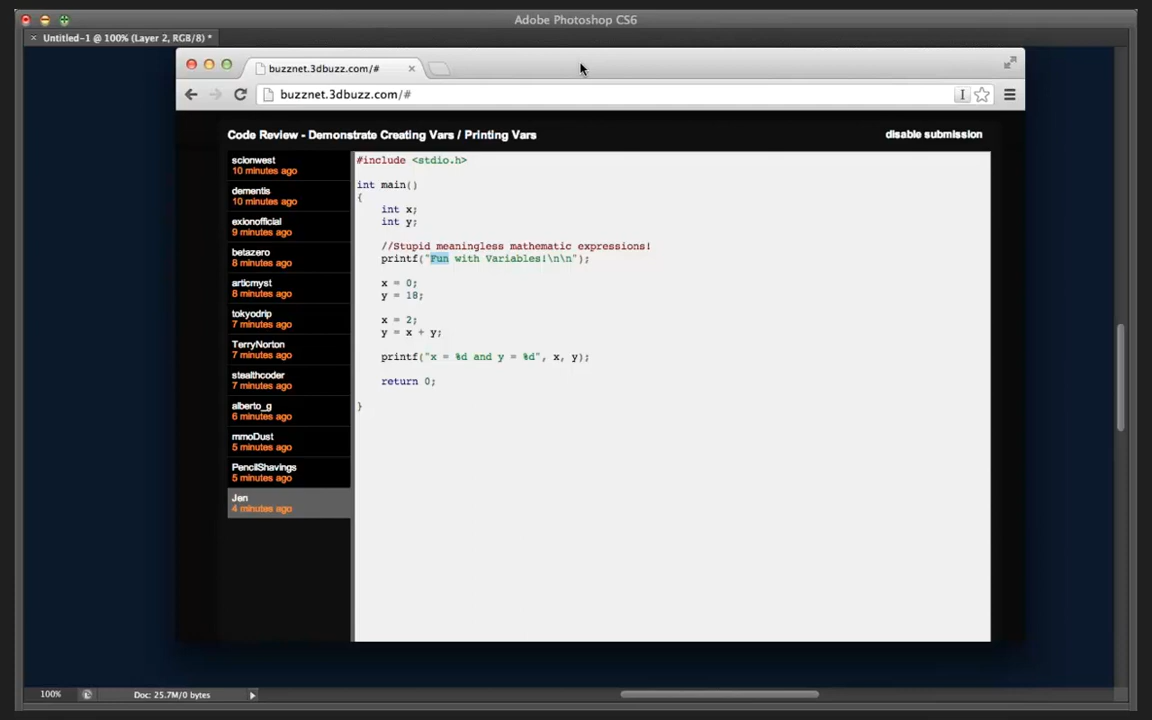 Adobe Photoshop CS6
× Untitled-1 @ 100% (Layer 2, RGB/8) *
buzznet.3dbuzz.com/# ×
buzznet.3dbuzz.com/#
Code Review - Demonstrate Creating Vars / Printing Vars
disable submission
scionwest
10 minutes ago
dementis
10 minutes ago
exionofficial
9 minutes ago
betazero
8 minutes ago
articmyst
8 minutes ago
tokyodrip
7 minutes ago
TerryNorton
7 minutes ago
stealthcoder
7 minutes ago
alberto_g
6 minutes ago
mmoDust
5 minutes ago
PencilShavings
5 minutes ago
Jen
4 minutes ago
#include <stdio.h>
int main()
{
int x;
int y;
//Stupid meaningless mathematic expressions!
printf("Fun with Variables!\n\n");
x = 0;
y = 18;
x = 2;
y = x + y;
printf("x = %d and y = %d", x, y);
return 0;
}
100%
Doc: 25.7M/0 bytes